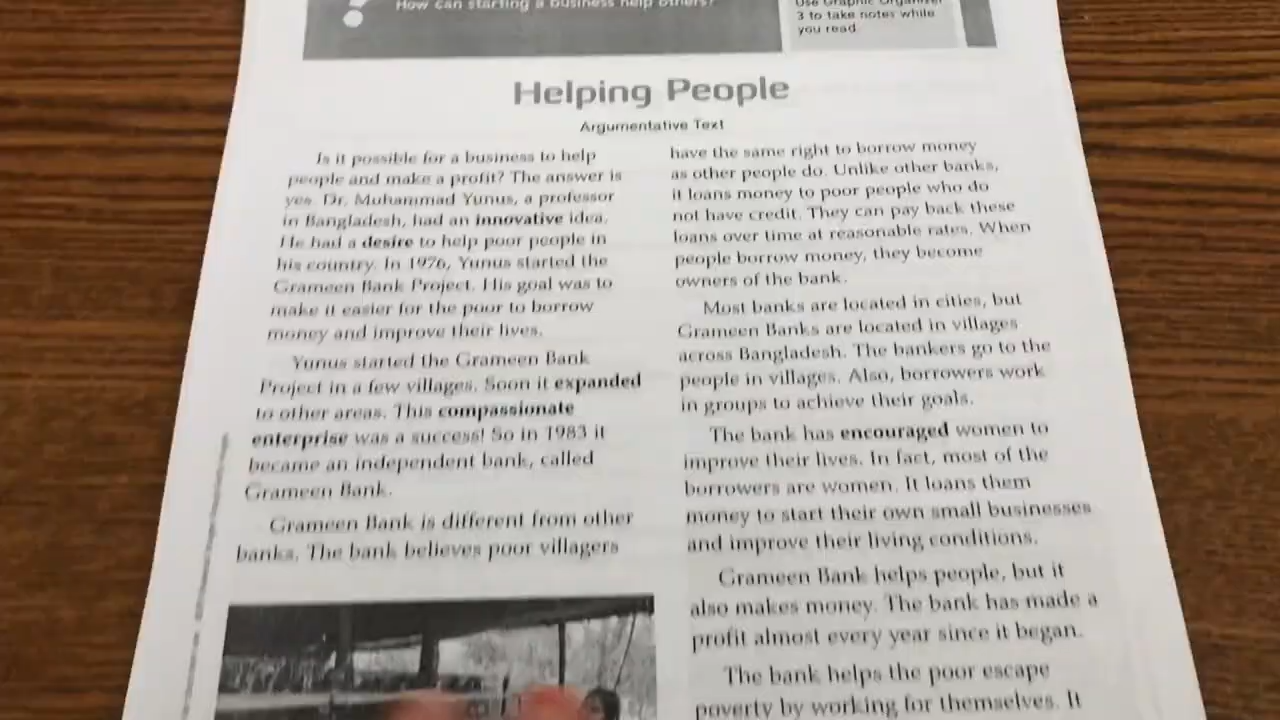 How can starting a business help others?
Use Graphic Organizer
3 to take notes while
you read
Helping People
Argumentative Text
Is it possible for a business to help
people and make a profit? The answer is
yes. Dr. Muhammad Yunus, a professor
in Bangladesh, had an innovative idea.
He had a desire to help poor people in
his country. In 1976, Yunus started the
Grameen Bank Project. His goal was to
make it easier for the poor to borrow
money and improve their lives.
Yunus started the Grameen Bank
Project in a few villages. Soon it expanded
to other areas. This compassionate
enterprise was a success! So in 1983 it
became an independent bank, called
Grameen Bank.
Grameen Bank is different from other
banks. The bank believes poor villagers
have the same right to borrow money
as other people do. Unlike other banks,
it loans money to poor people who do
not have credit. They can pay back these
loans over time at reasonable rates. When
people borrow money, they become
owners of the bank.
Most banks are located in cities, but
Grameen Banks are located in villages
across Bangladesh. The bankers go to the
people in villages. Also, borrowers work
in groups to achieve their goals.
The bank has encouraged women to
improve their lives. In fact, most of the
borrowers are women. It loans them
money to start their own small businesses
and improve their living conditions.
Grameen Bank helps people, but it
also makes money. The bank has made a
profit almost every year since it began.
The bank helps the poor escape
poverty by working for themselves. It